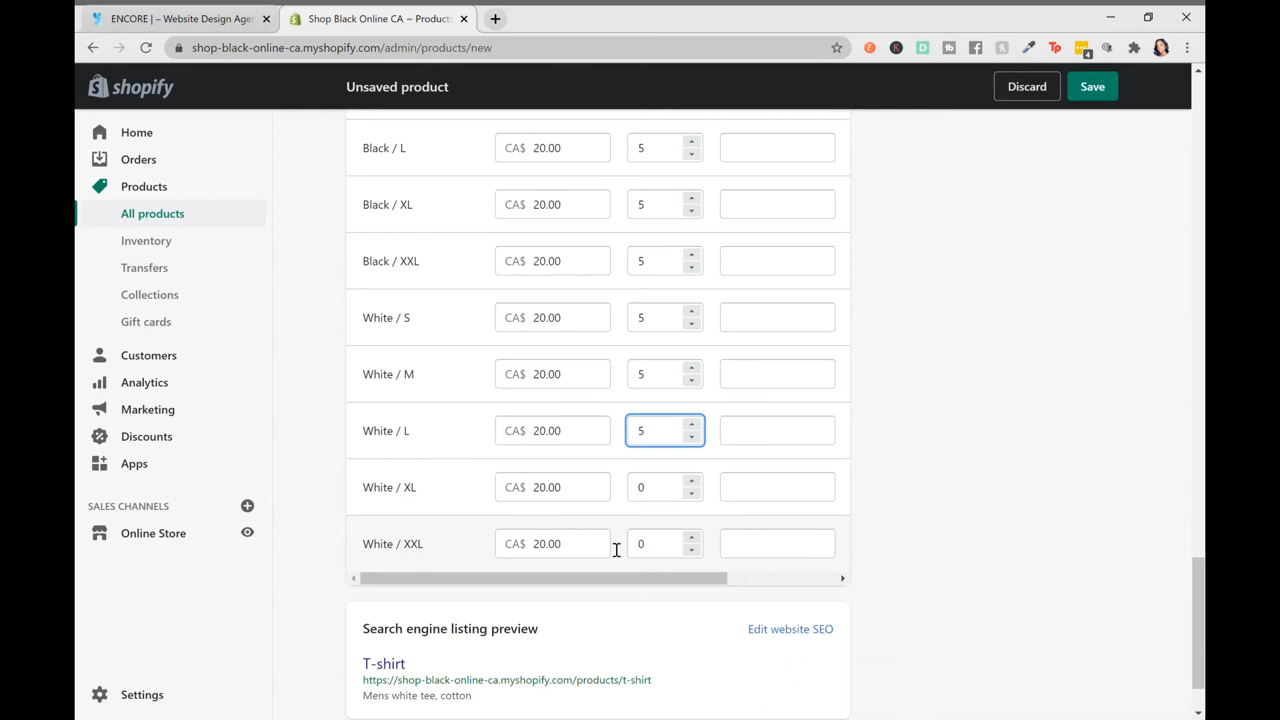 ENCORE | – Website Design Age
Shop Black Online CA ~ Products
shop-black-online-ca.myshopify.com/admin/products/new
4
shopify
Unsaved product
Discard
Save
Home
Orders
Products
All products
Inventory
Transfers
Collections
Gift cards
Customers
Analytics
Marketing
Discounts
Apps
SALES CHANNELS
Online Store
Settings
Black / L CA$ 20.00 5
Black / XL CA$ 20.00 5
Black / XXL CA$ 20.00 5
White / S CA$ 20.00 5
White / M CA$ 20.00 5
White / L CA$ 20.00 5
White / XL CA$ 20.00 0
White / XXL CA$ 20.00 0
Search engine listing preview
Edit website SEO
T-shirt
https://shop-black-online-ca.myshopify.com/products/t-shirt
Mens white tee, cotton